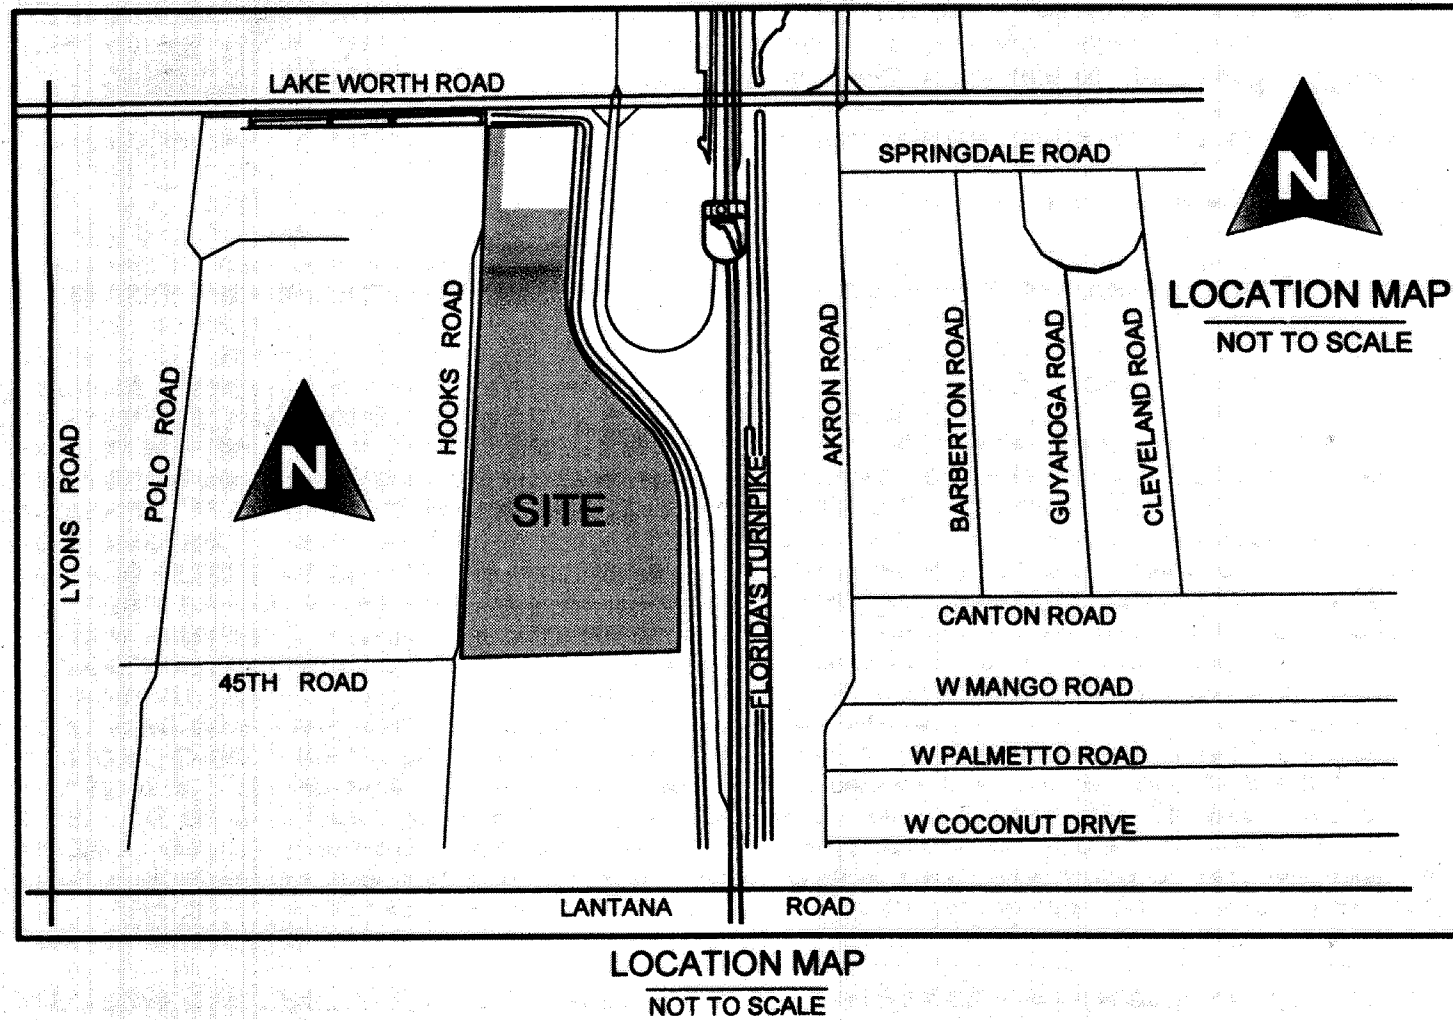 LAKE WORTH ROAD
SPRINGDALE ROAD
N
LOCATION MAP
NOT TO SCALE
LYONS ROAD
POLO ROAD
N
HOOKS ROAD
SITE
FLORIDA'S TURNPIKE
AKRON ROAD
BARBERTON ROAD
GUYAHOGA ROAD
CLEVELAND ROAD
CANTON ROAD
45TH ROAD
W MANGO ROAD
W PALMETTO ROAD
W COCONUT DRIVE
LANTANA ROAD
LOCATION MAP
NOT TO SCALE